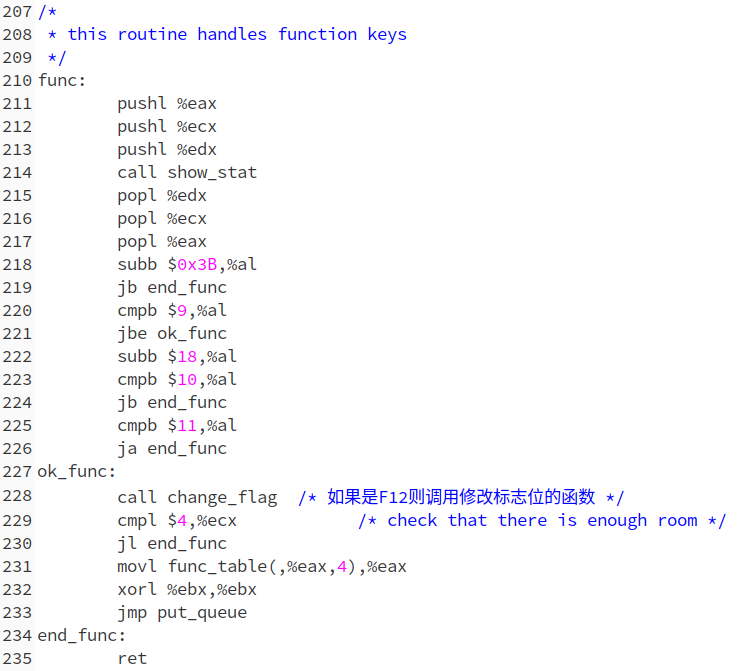 207 /*
208  * this routine handles function keys
209  */
210 func:
211         pushl %eax
212         pushl %ecx
213         pushl %edx
214         call show_stat
215         popl %edx
216         popl %ecx
217         popl %eax
218         subb $0x3B,%al
219         jb end_func
220         cmpb $9,%al
221         jbe ok_func
222         subb $18,%al
223         cmpb $10,%al
224         jb end_func
225         cmpb $11,%al
226         ja end_func
227 ok_func:
228         call change_flag  /* 如果是F12则调用修改标志位的函数 */
229         cmpl $4,%ecx            /* check that there is enough room */
230         jl end_func
231         movl func_table(,%eax,4),%eax
232         xorl %ebx,%ebx
233         jmp put_queue
234 end_func:
235         ret